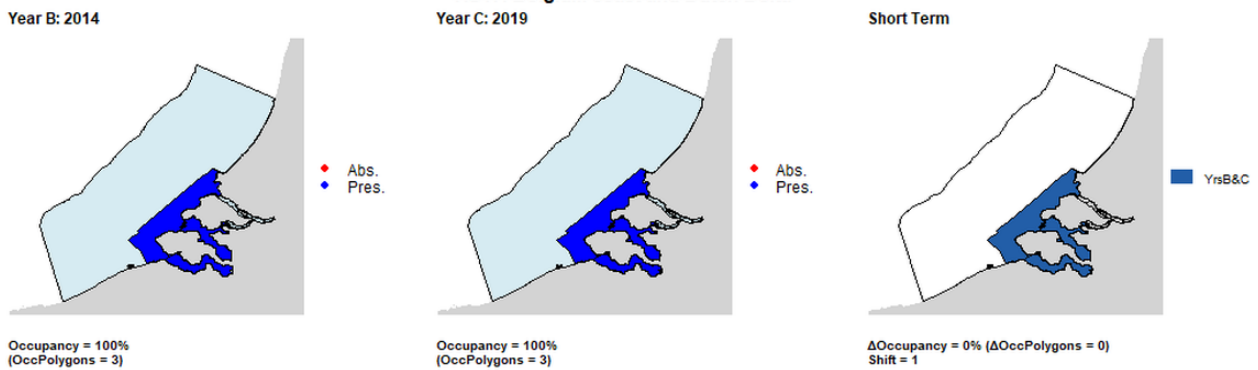 Year B: 2014
Year C: 2019
Short Term
Abs.
Pres.
Abs.
Pres.
YrsB&C
Occupancy = 100%
(OccPolygons = 3)
Occupancy = 100%
(OccPolygons = 3)
ΔOccupancy = 0% (ΔOccPolygons = 0)
Shift = 1